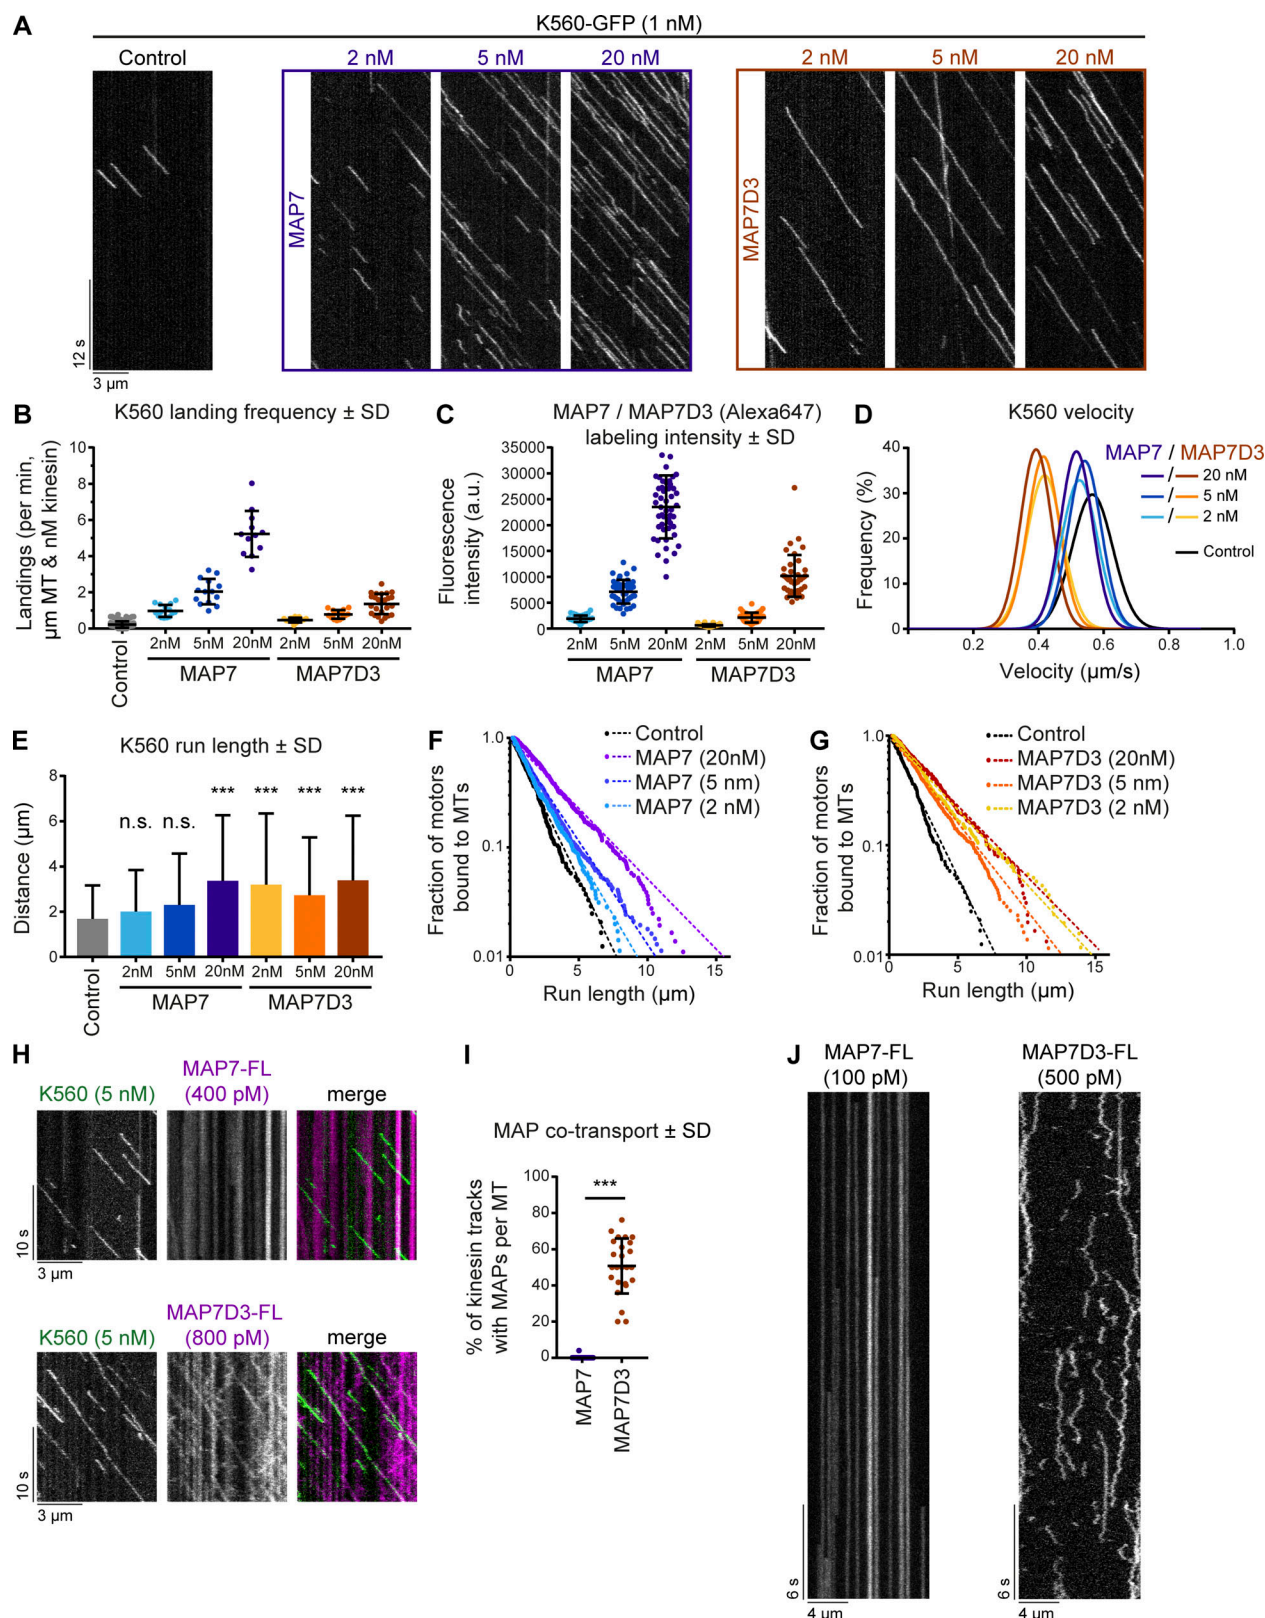 A
K560-GFP (1 nM)
Control
2 nM
5 nM
20 nM
2 nM
5 nM
20 nM
MAP7
MAP7D3
12 s
3 µm
B
K560 landing frequency ± SD
Landings (per min,
µm MT & nM kinesin)
10
8
6
4
2
0
Control
2nM
5nM
20nM
2nM
5nM
20nM
MAP7
MAP7D3
C
MAP7 / MAP7D3 (Alexa647)
labeling intensity ± SD
Fluorescence
intensity (a.u.)
35000
30000
25000
20000
15000
10000
5000
0
2nM
5nM
20nM
2nM
5nM
20nM
MAP7
MAP7D3
D
K560 velocity
Frequency (%)
40
30
20
10
0
0.2
0.4
0.6
0.8
1.0
Velocity (µm/s)
MAP7 / MAP7D3
/ 20 nM
/ 5 nM
/ 2 nM
Control
E
K560 run length ± SD
Distance (µm)
8
6
4
2
0
n.s.
n.s.
***
***
***
***
Control
2nM
5nM
20nM
2nM
5nM
20nM
MAP7
MAP7D3
F
Fraction of motors
bound to MTs
1.0
0.1
0.01
0
5
10
15
Run length (µm)
Control
MAP7 (20nM)
MAP7 (5 nm)
MAP7 (2 nM)
G
Fraction of motors
bound to MTs
1.0
0.1
0.01
0
5
10
15
Run length (µm)
Control
MAP7D3 (20nM)
MAP7D3 (5 nm)
MAP7D3 (2 nM)
H
K560 (5 nM)
MAP7-FL
(400 pM)
merge
10 s
3 µm
K560 (5 nM)
MAP7D3-FL
(800 pM)
merge
10 s
3 µm
I
MAP co-transport ± SD
% of kinesin tracks
with MAPs per MT
100
80
60
40
20
0
***
MAP7
MAP7D3
J
MAP7-FL
(100 pM)
MAP7D3-FL
(500 pM)
6 s
4 µm
6 s
4 µm